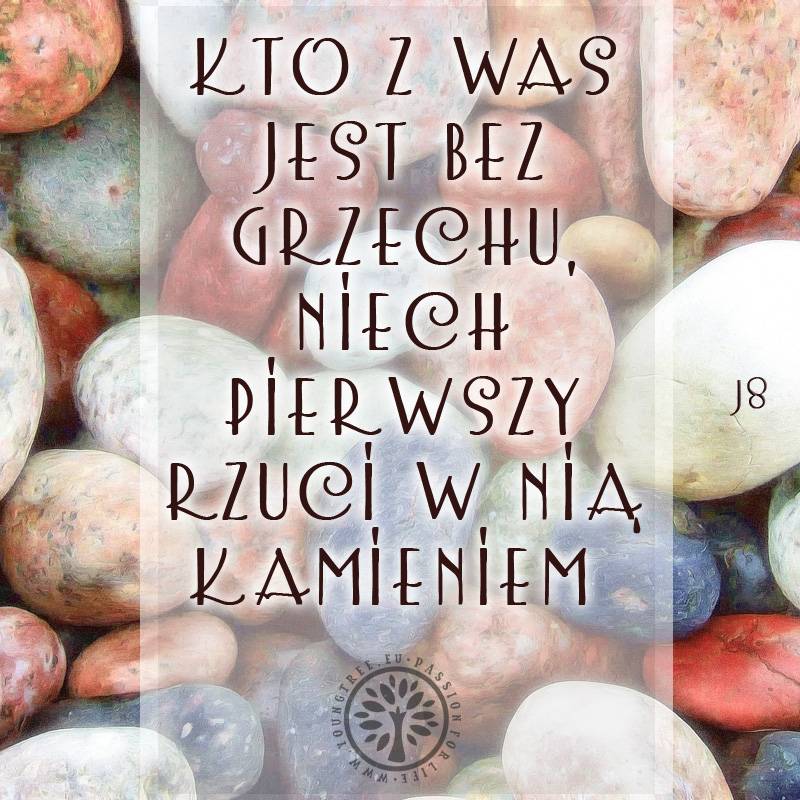 KTO Z WAS
JEST BEZ
GRZECHU,
NIECH
PIERWSZY
RZUCI W NIĄ
KAMIENIEM
J8
WWW.YOUNGTREE.EU • PASSION FOR LIFE •